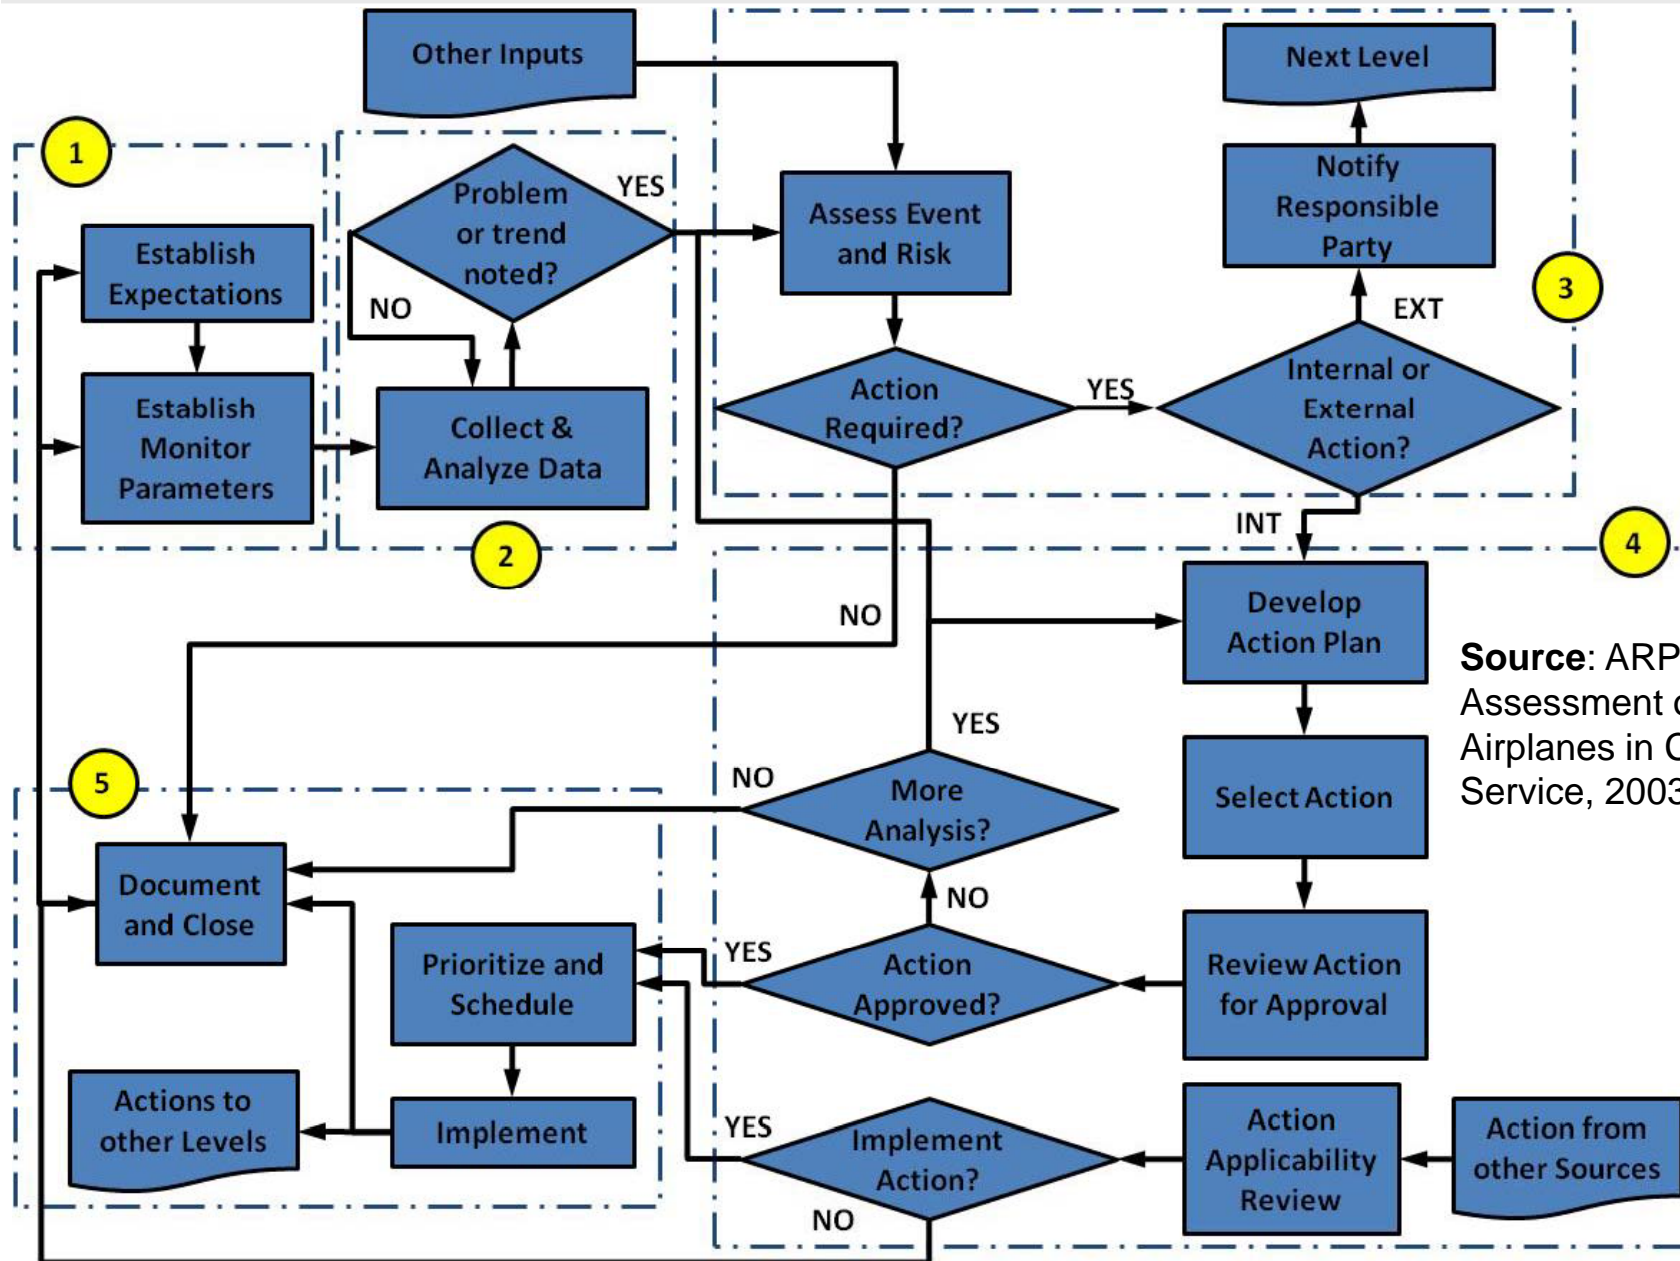 Other Inputs
Next Level
1
Problem
or trend
noted?
YES
NO
Establish
Expectations
Establish
Monitor
Parameters
Collect &
Analyze Data
2
Assess Event
and Risk
Action
Required?
YES
NO
Notify
Responsible
Party
EXT
3
Internal or
External
Action?
INT
4
Develop
Action Plan
Source: ARP
Assessment
Airplanes in
Service, 2003
Select Action
YES
More
Analysis?
NO
5
Document
and Close
NO
Prioritize and
Schedule
YES
Action
Approved?
Review Action
for Approval
Actions to
other Levels
Implement
YES
Implement
Action?
NO
Action
Applicability
Review
Action from
other Sources